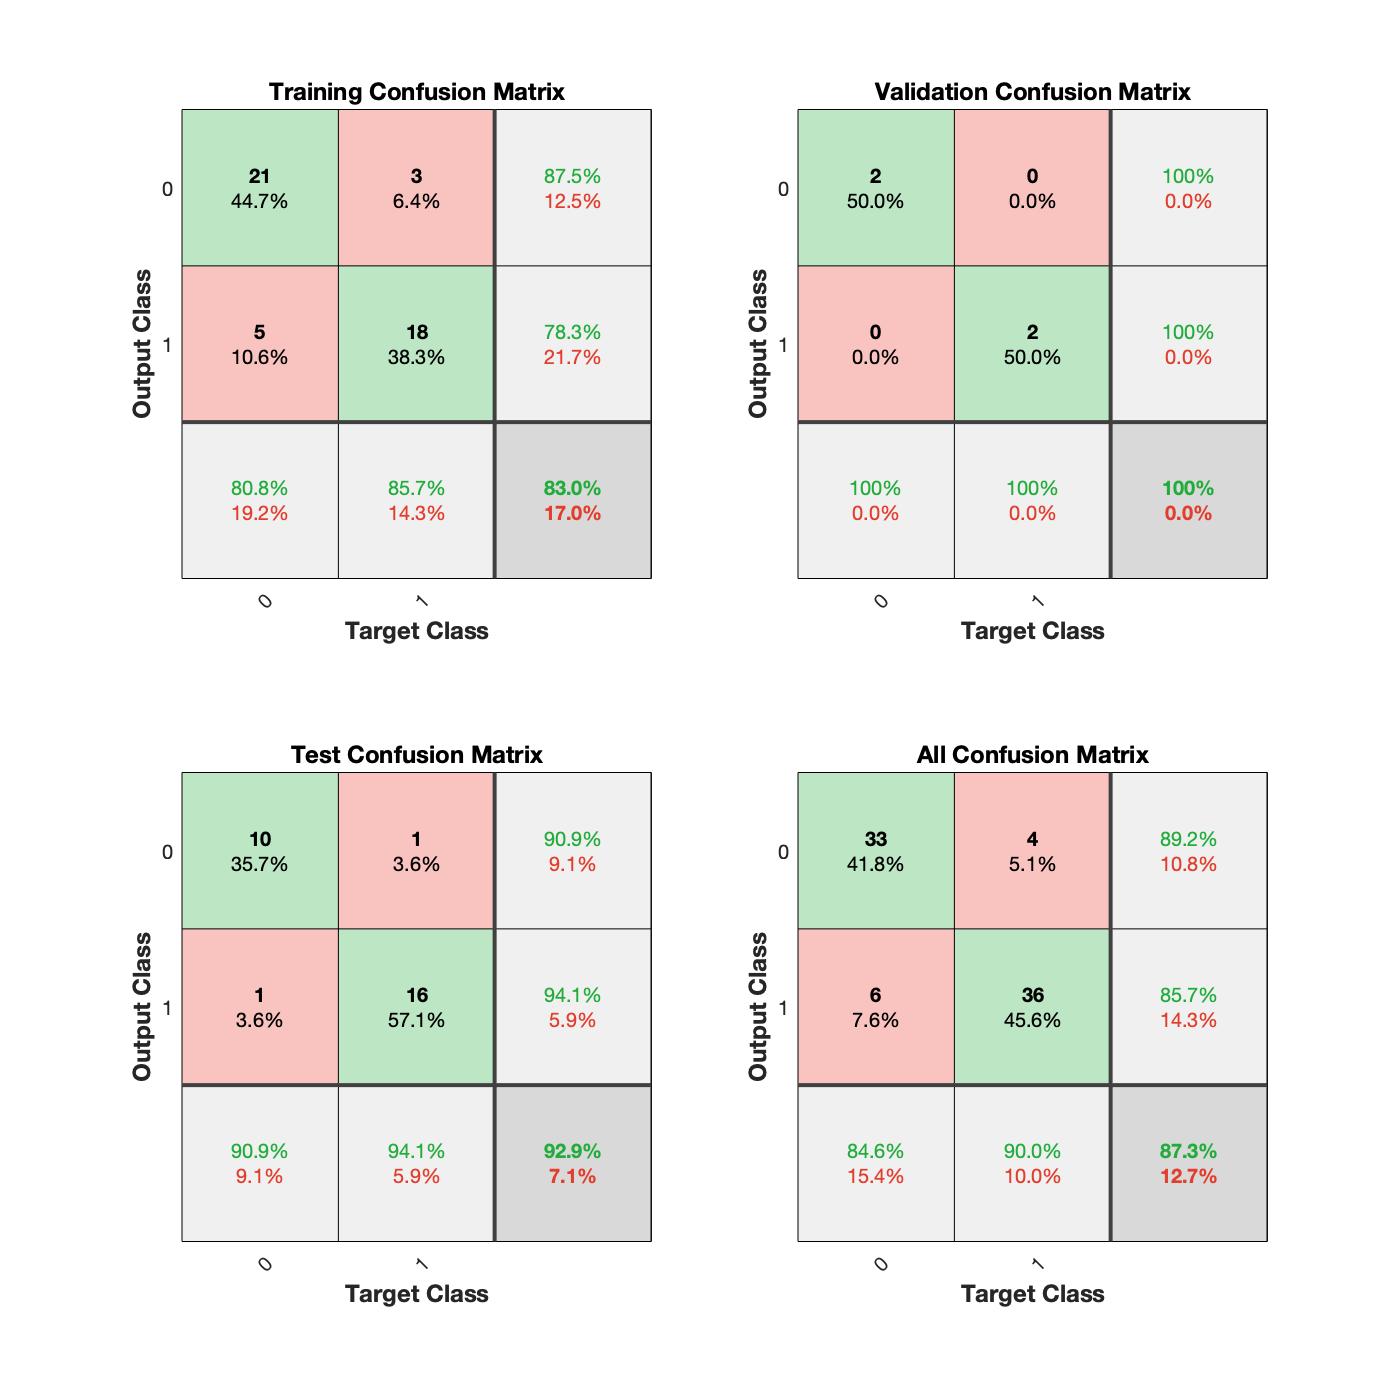 Training Confusion Matrix
21 3 87.5%
44.7% 6.4% 12.5%
0
5 18 78.3%
10.6% 38.3% 21.7%
1
80.8% 85.7% 83.0%
19.2% 14.3% 17.0%
0 1
Output Class
Target Class
Validation Confusion Matrix
2 0 100%
50.0% 0.0% 0.0%
0
0 2 100%
0.0% 50.0% 0.0%
1
100% 100% 100%
0.0% 0.0% 0.0%
0 1
Output Class
Target Class
Test Confusion Matrix
10 1 90.9%
35.7% 3.6% 9.1%
0
1 16 94.1%
3.6% 57.1% 5.9%
1
90.9% 94.1% 92.9%
9.1% 5.9% 7.1%
0 1
Output Class
Target Class
All Confusion Matrix
33 4 89.2%
41.8% 5.1% 10.8%
0
6 36 85.7%
7.6% 45.6% 14.3%
1
84.6% 90.0% 87.3%
15.4% 10.0% 12.7%
0 1
Output Class
Target Class